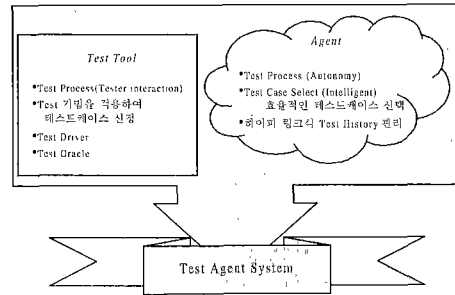 Test Tool
•Test Process(Tester interaction)
•Test 기법을 적용하여
테스트케이스 선정
•Test Driver
•Test Oracle
Agent
•Test Process (Autonomy)
•Test Case Select (Intelligent)
효율적인 테스트케이스 선택
•하이퍼 링크식 Test History 관리
Test Agent System